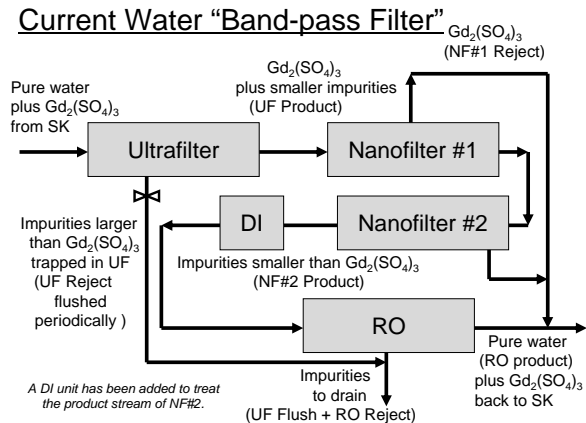 Current Water "Band-pass Filter"
Gd2(SO4)3
(NF#1 Reject)
Gd2(SO4)3
plus smaller impurities
(UF Product)
Pure water
plus Gd2(SO4)3
from SK
Ultrafilter
Nanofilter #1
DI
Nanofilter #2
Impurities larger
than Gd2(SO4)3
trapped in UF
(UF Reject
flushed
periodically )
Impurities smaller than Gd2(SO4)3
(NF#2 Product)
RO
Pure water
(RO product)
plus Gd2(SO4)3
back to SK
Impurities
to drain
(UF Flush + RO Reject)
A DI unit has been added to treat
the product stream of NF#2.